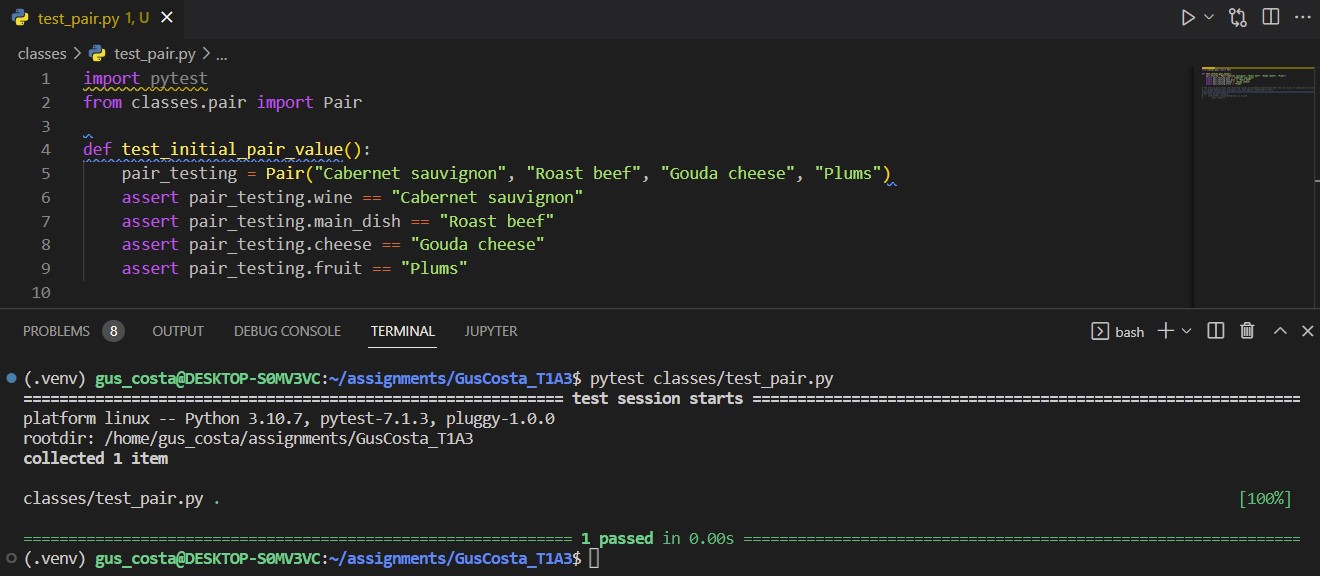 test_pair.py 1, U
classes > test_pair.py > ...
1 import pytest
2 from classes.pair import Pair
3
4 def test_initial_pair_value():
5     pair_testing = Pair("Cabernet sauvignon", "Roast beef", "Gouda cheese", "Plums")
6     assert pair_testing.wine == "Cabernet sauvignon"
7     assert pair_testing.main_dish == "Roast beef"
8     assert pair_testing.cheese == "Gouda cheese"
9     assert pair_testing.fruit == "Plums"
10
PROBLEMS 8 OUTPUT DEBUG CONSOLE TERMINAL JUPYTER bash
(.venv) gus_costa@DESKTOP-S0MV3VC:~/assignments/GusCosta_T1A3$ pytest classes/test_pair.py
============================================================ test session starts =============================================================
platform linux -- Python 3.10.7, pytest-7.1.3, pluggy-1.0.0
rootdir: /home/gus_costa/assignments/GusCosta_T1A3
collected 1 item
classes/test_pair.py . [100%]
============================================================= 1 passed in 0.00s ==============================================================
(.venv) gus_costa@DESKTOP-S0MV3VC:~/assignments/GusCosta_T1A3$